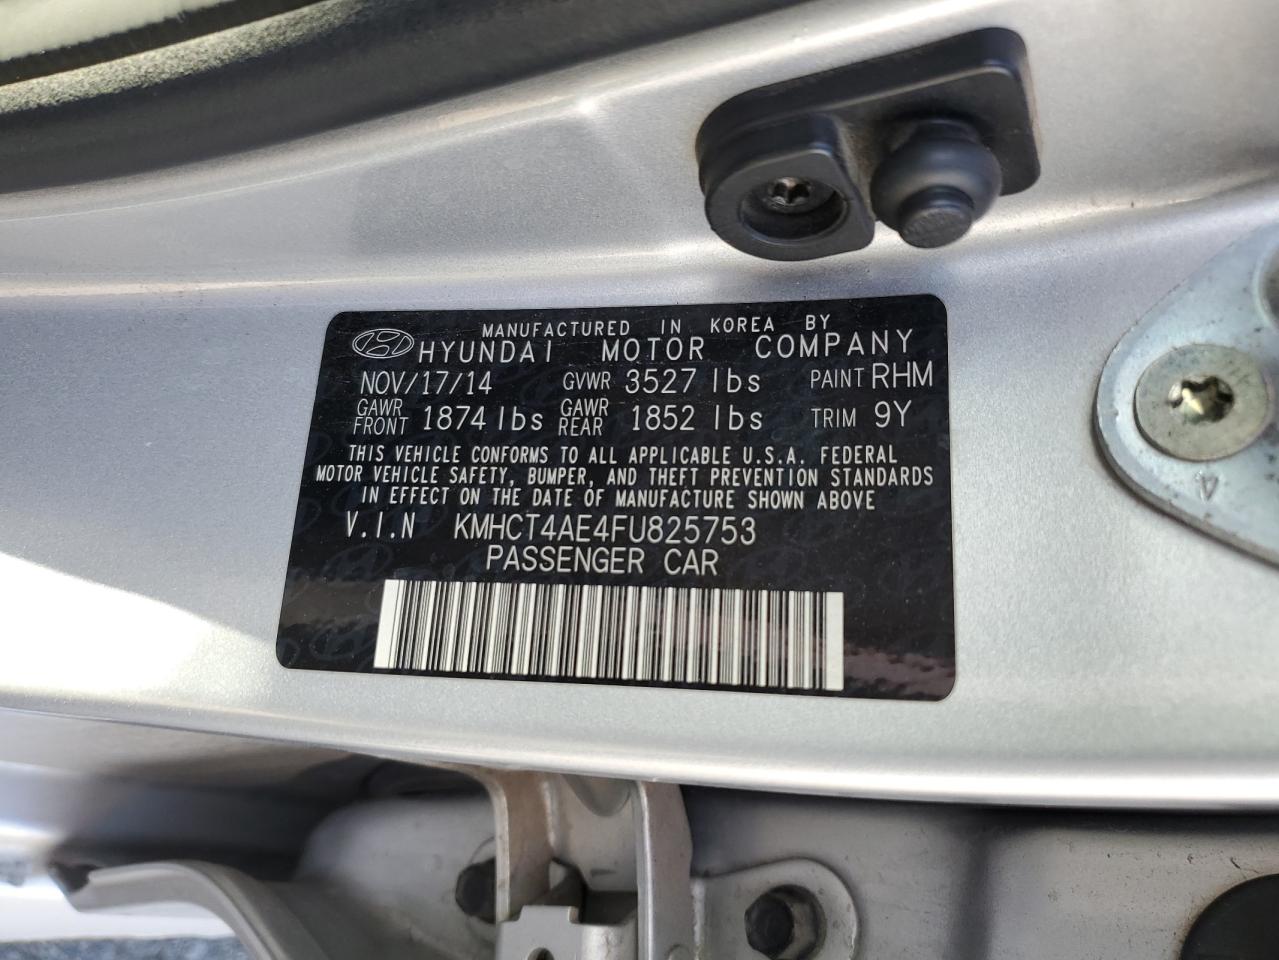 MANUFACTURED IN KOREA BY
HYUNDAI MOTOR COMPANY
NOV/17/14 GVWR 3527 lbs PAINT RHM
GAWR FRONT 1874 lbs GAWR REAR 1852 lbs TRIM 9Y
THIS VEHICLE CONFORMS TO ALL APPLICABLE U.S.A. FEDERAL
MOTOR VEHICLE SAFETY, BUMPER, AND THEFT PREVENTION STANDARDS
IN EFFECT ON THE DATE OF MANUFACTURE SHOWN ABOVE
V.I.N KMHCT4AE4FU825753
PASSENGER CAR
4